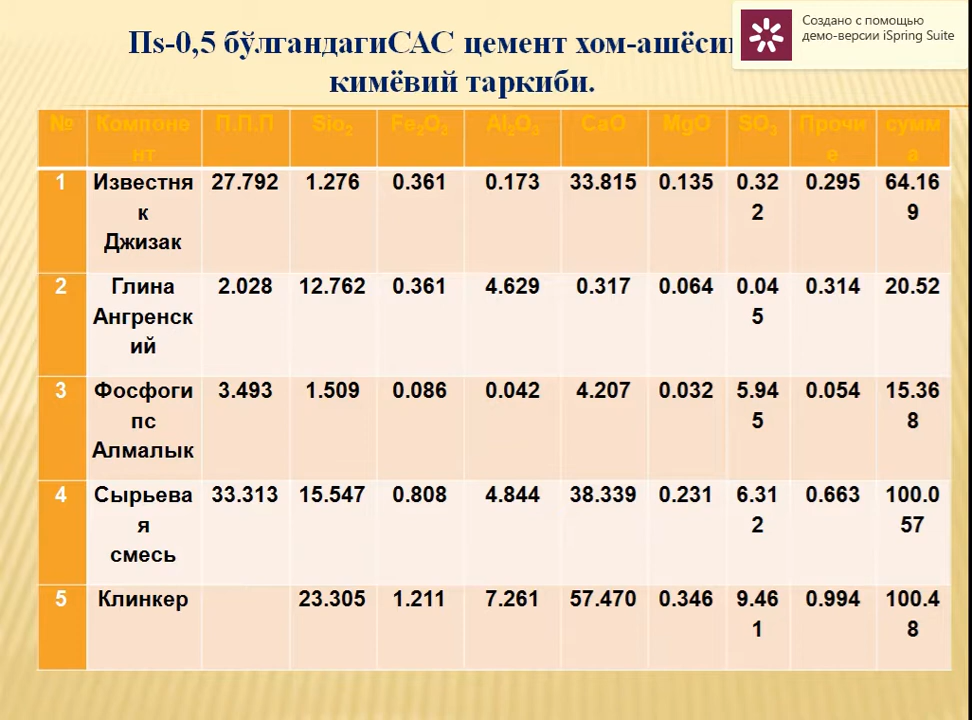 Пs-0,5 бўлгандагиСАС цемент хом-ашёси
кимёвий таркиби.
Создано с помощью
демо-версии iSpring Suite
№ Компоне П.П.П Sio₂ Fe₂O₃ Al₂O₃ CaO MgO SO₃ Прочи сумм
нт е а
1 Известня 27.792 1.276 0.361 0.173 33.815 0.135 0.32 0.295 64.16
к 2 9
Джизак
2 Глина 2.028 12.762 0.361 4.629 0.317 0.064 0.04 0.314 20.52
Ангренск 5
ий
3 Фосфоги 3.493 1.509 0.086 0.042 4.207 0.032 5.94 0.054 15.36
пс 5 8
Алмалык
4 Сырьева 33.313 15.547 0.808 4.844 38.339 0.231 6.31 0.663 100.0
я 2 57
смесь
5 Клинкер 23.305 1.211 7.261 57.470 0.346 9.46 0.994 100.4
1 8